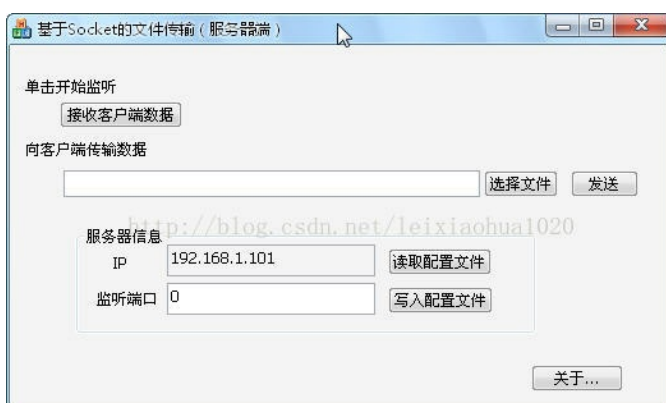 基于Socket的文件传输（服务器端）
单击开始监听
接收客户端数据
向客户端传输数据
选择文件 发送
http://blog.csdn.net/leixiaohua1020
服务器信息
IP 192.168.1.101 读取配置文件
监听端口 0 写入配置文件
关于...